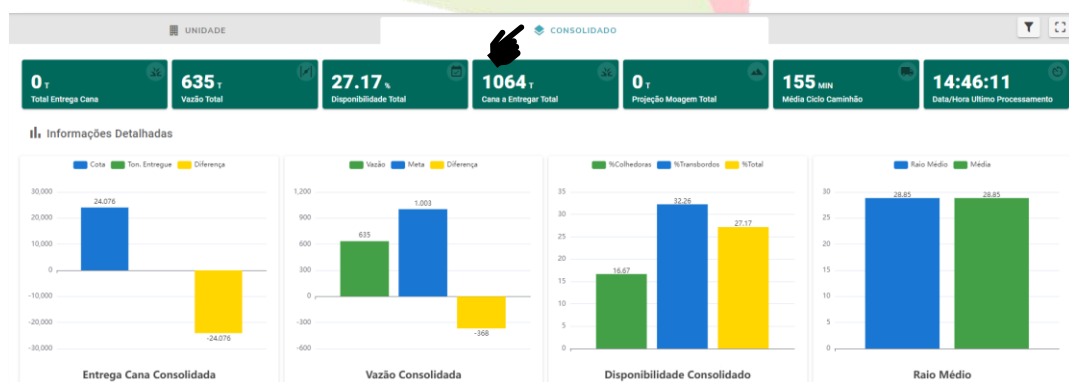 UNIDADE
CONSOLIDADO
0 T
Total Entrega Cana
635 T
Vazão Total
27.17 %
Disponibilidade Total
1064 T
Cana a Entregar Total
0 T
Projeção Moagem Total
155 MIN
Média Ciclo Caminhão
14:46:11
Data/Hora Ultimo Processamento
Informações Detalhadas
Cota Ton. Entregue Diferença
30,000
20,000
10,000
0
-10,000
-20,000
-30,000
24.076
-24,076
Entrega Cana Consolidada
Vazão Meta Diferença
1,200
900
600
300
0
-300
-600
635
1.003
-368
Vazão Consolidada
%Colhedoras %Transbordos %Total
35
30
25
20
15
10
5
0
16.67
32.26
27.17
Disponibilidade Consolidado
Raio Médio Média
30
25
20
15
10
5
0
28.85
28.85
Raio Médio